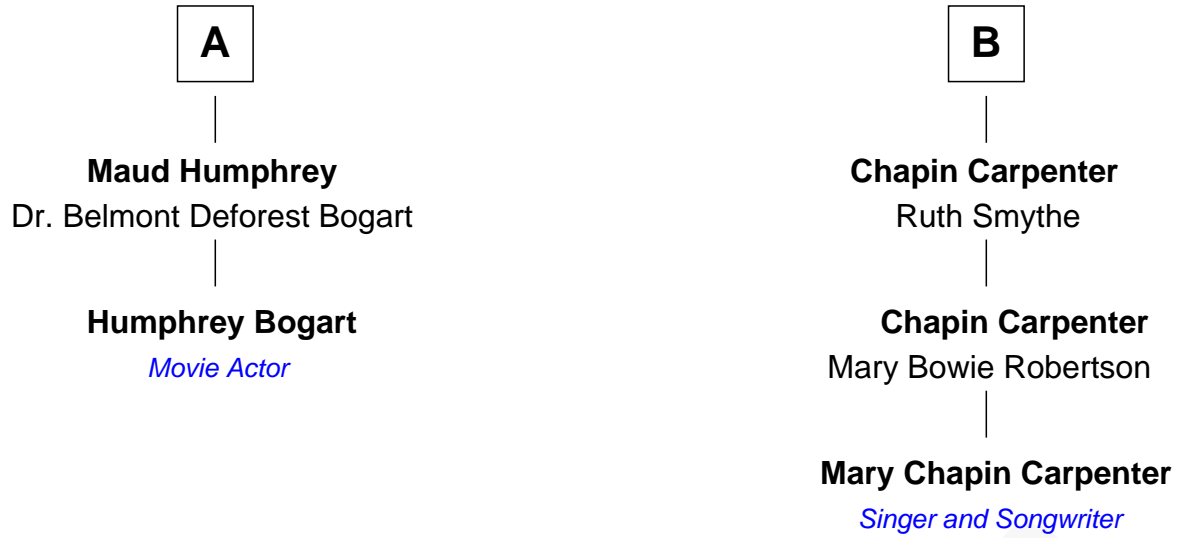 A
Maud Humphrey
Dr. Belmont Deforest Bogart
Humphrey Bogart
Movie Actor
B
Chapin Carpenter
Ruth Smythe
Chapin Carpenter
Mary Bowie Robertson
Mary Chapin Carpenter
Singer and Songwriter